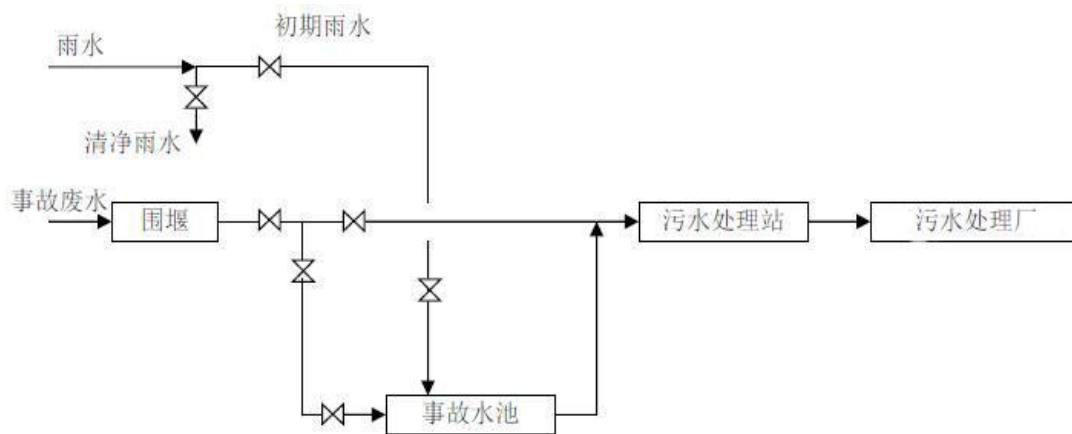 初期雨水
雨水
清净雨水
事故废水
围堰
污水处理站
污水处理厂
事故水池